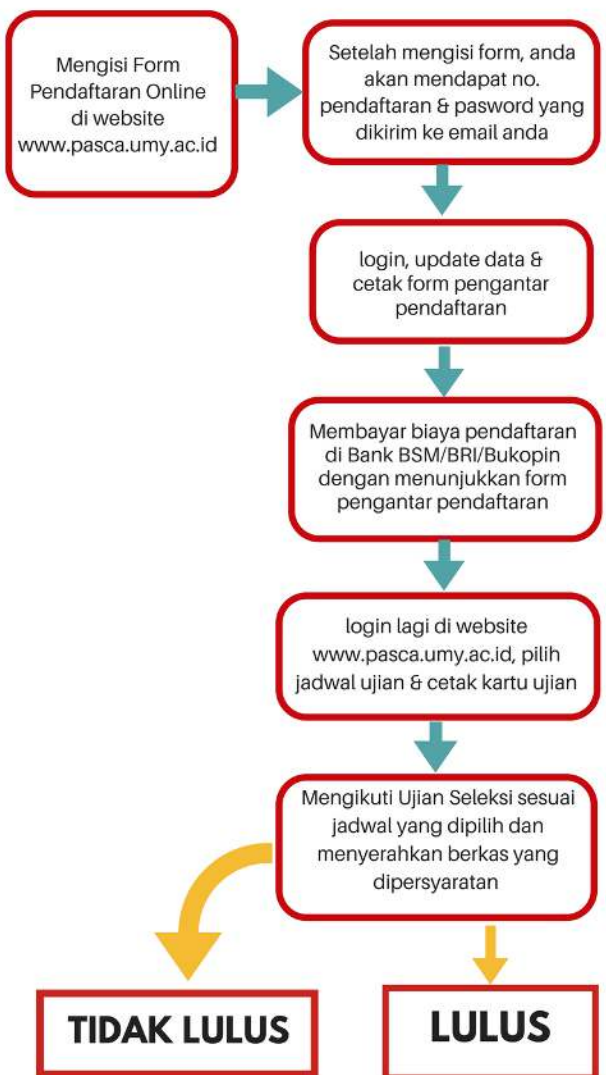 Mengisi Form
Pendaftaran Online
di website
www.pasca.umy.ac.id
Setelah mengisi form, anda
akan mendapat no.
pendaftaran & pasword yang
dikirim ke email anda
login, update data &
cetak form pengantar
pendaftaran
Membayar biaya pendaftaran
di Bank BSM/BRI/Bukopin
dengan menunjukkan form
pengantar pendaftaran
login lagi di website
www.pasca.umy.ac.id, pilih
jadwal ujian & cetak kartu ujian
Mengikuti Ujian Seleksi sesuai
jadwal yang dipilih dan
menyerahkan berkas yang
dipersyaratan
TIDAK LULUS
LULUS